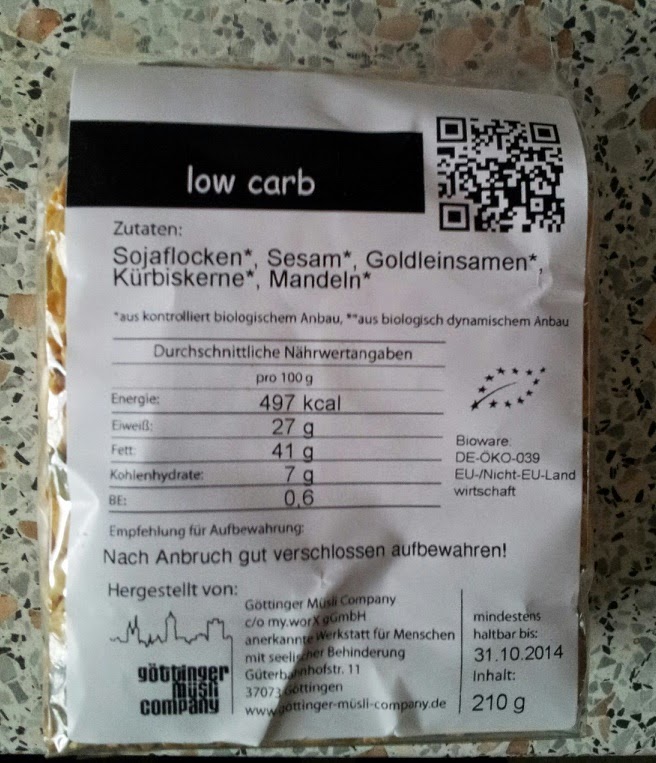 low carb
Zutaten:
Sojaflocken*, Sesam*, Goldleinsamen*,
Kürbiskerne*, Mandeln*
*aus kontrolliert biologischem Anbau, **aus biologisch dynamischem Anbau
Durchschnittliche Nährwertangaben
pro 100 g
Energie: 497 kcal
Eiweiß: 27 g
Fett: 41 g
Kohlenhydrate: 7 g
BE: 0,6
Bioware:
DE-ÖKO-039
EU-/Nicht-EU-Land
wirtschaft
Empfehlung für Aufbewahrung:
Nach Anbruch gut verschlossen aufbewahren!
Hergestellt von:
göttinger
müsli
company
Göttinger Müsli Company
c/o my.worX gGmbH
anerkannte Werkstatt für Menschen
mit seelischer Behinderung
Güterbahnhofstr. 11
37073 Göttingen
www.göttinger-müsli-company.de
mindestens
haltbar bis:
31.10.2014
Inhalt:
210 g